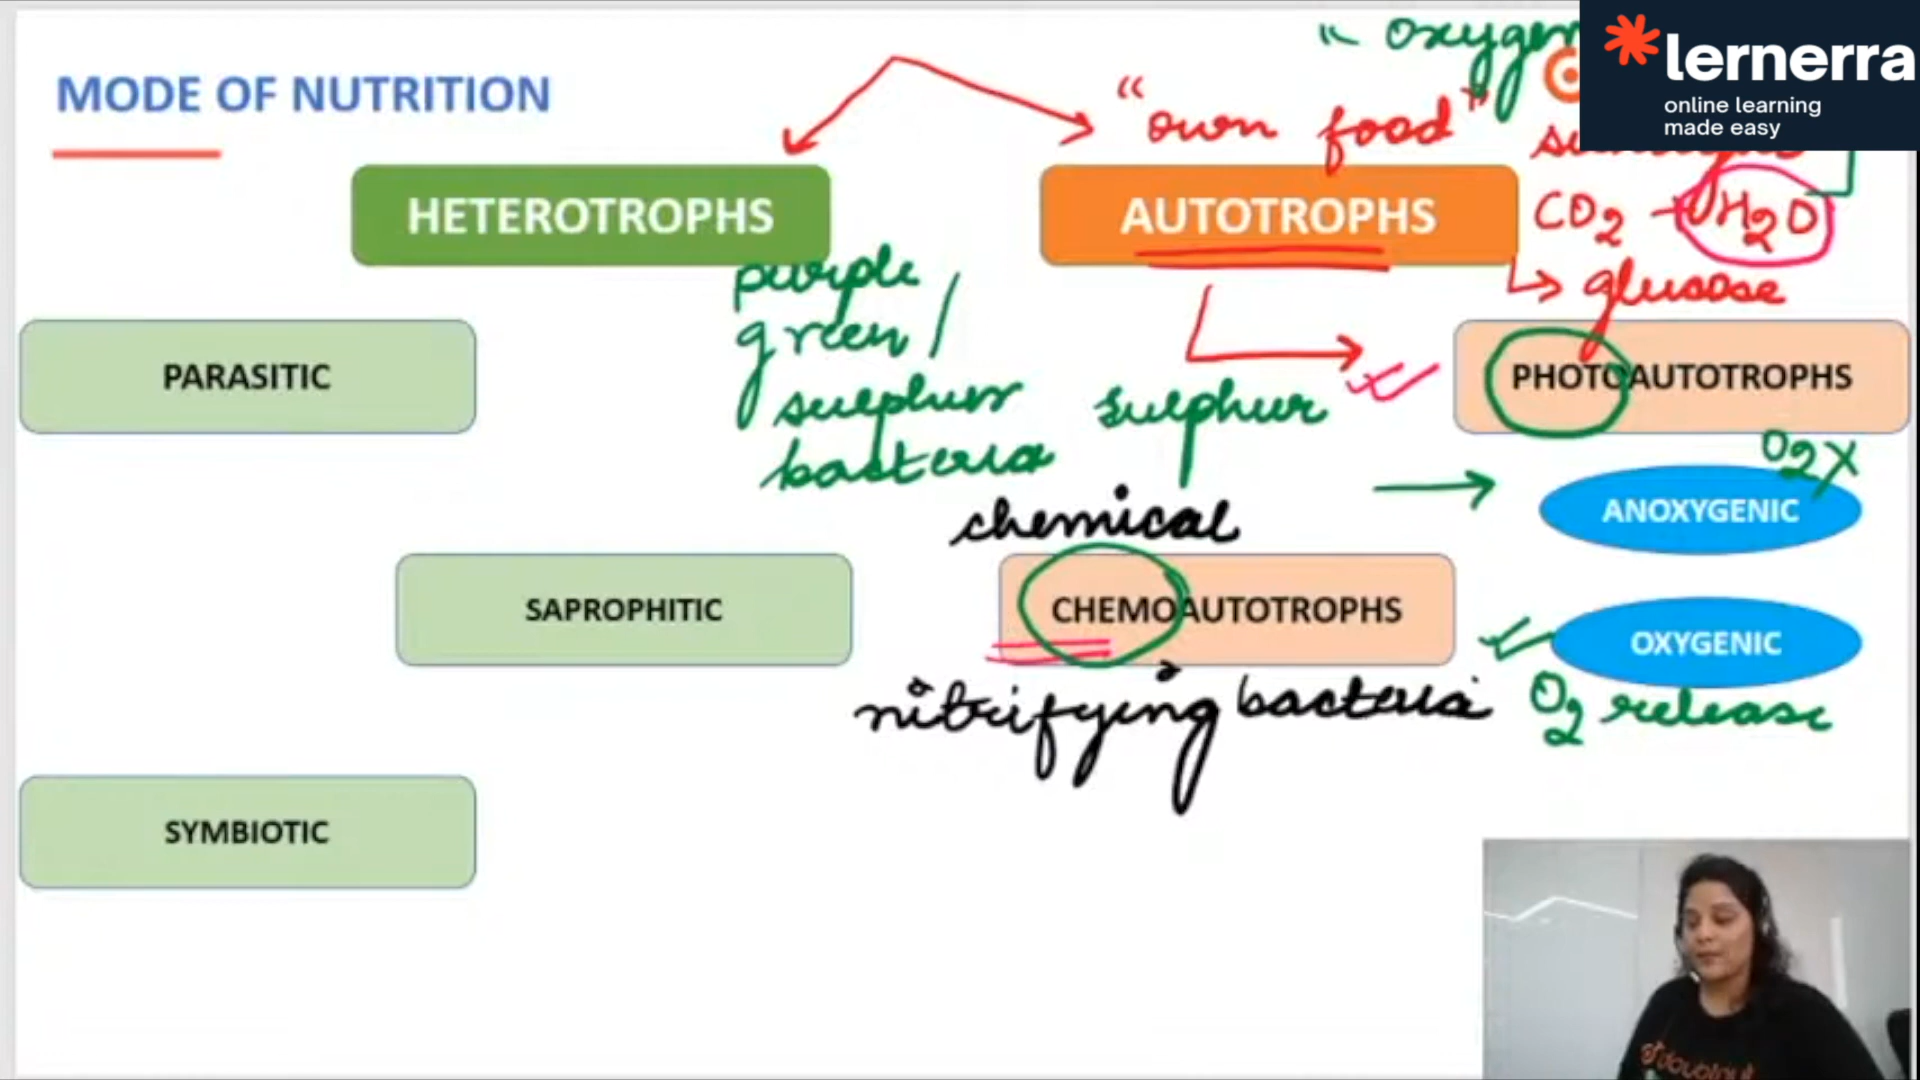 MODE OF NUTRITION
" oxygen
lernerra
online learning
made easy
"own food"
HETEROTROPHS
AUTOTROPHS
CO2 + H2O
glucose
purple
green /
sulphur
bacteria
sulphur
PARASITIC
PHOTOAUTOTROPHS
O2 X
ANOXYGENIC
chemical
SAPROPHITIC
CHEMOAUTOTROPHS
OXYGENIC
nitrifying bacteria
O2 release
SYMBIOTIC